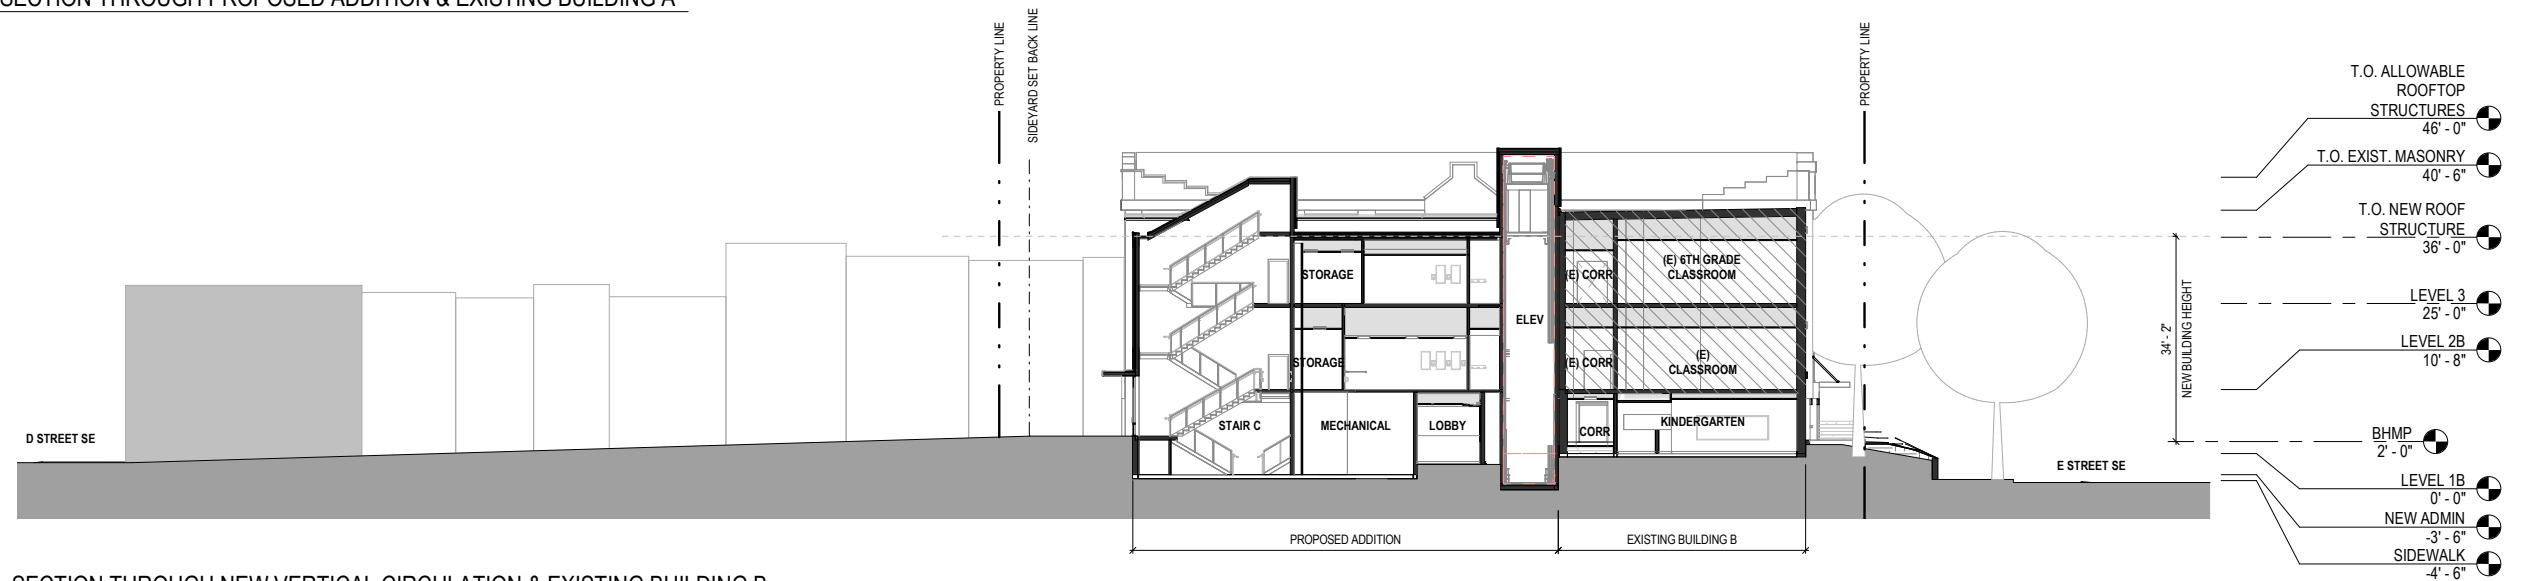 SECTION THROUGH PROPOSED ADDITION & EXISTING BUILDING A
PROPERTY LINE
SIDEYARD SET BACK LINE
PROPERTY LINE
T.O. ALLOWABLE
ROOFTOP
STRUCTURES
46' - 0"
T.O. EXIST. MASONRY
40' - 6"
T.O. NEW ROOF
STRUCTURE
36' - 0"
LEVEL 3
25' - 0"
LEVEL 2B
10' - 8"
BHMP
2' - 0"
LEVEL 1B
0' - 0"
NEW ADMIN
-3' - 6"
SIDEWALK
-4' - 6"
34' - 2"
NEW BUILDING HEIGHT
STORAGE
(E) CORR
(E) 6TH GRADE
CLASSROOM
ELEV
STORAGE
(E) CORR
(E)
CLASSROOM
STAIR C
MECHANICAL
LOBBY
CORR
KINDERGARTEN
D STREET SE
E STREET SE
PROPOSED ADDITION
EXISTING BUILDING B
SECTION THROUGH NEW VERTICAL CIRCULATION & EXISTING BUILDING B